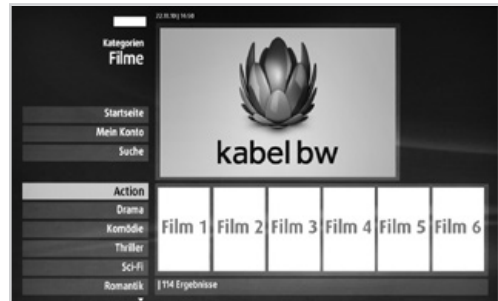 22.11.10 | 16:08
Kategorien
Filme
Startseite
Mein Konto
Suche
kabel bw
Action
Drama
Komödie
Thriller
Sci-Fi
Romantik
Film 1
Film 2
Film 3
Film 4
Film 5
Film 6
114 Ergebnisse